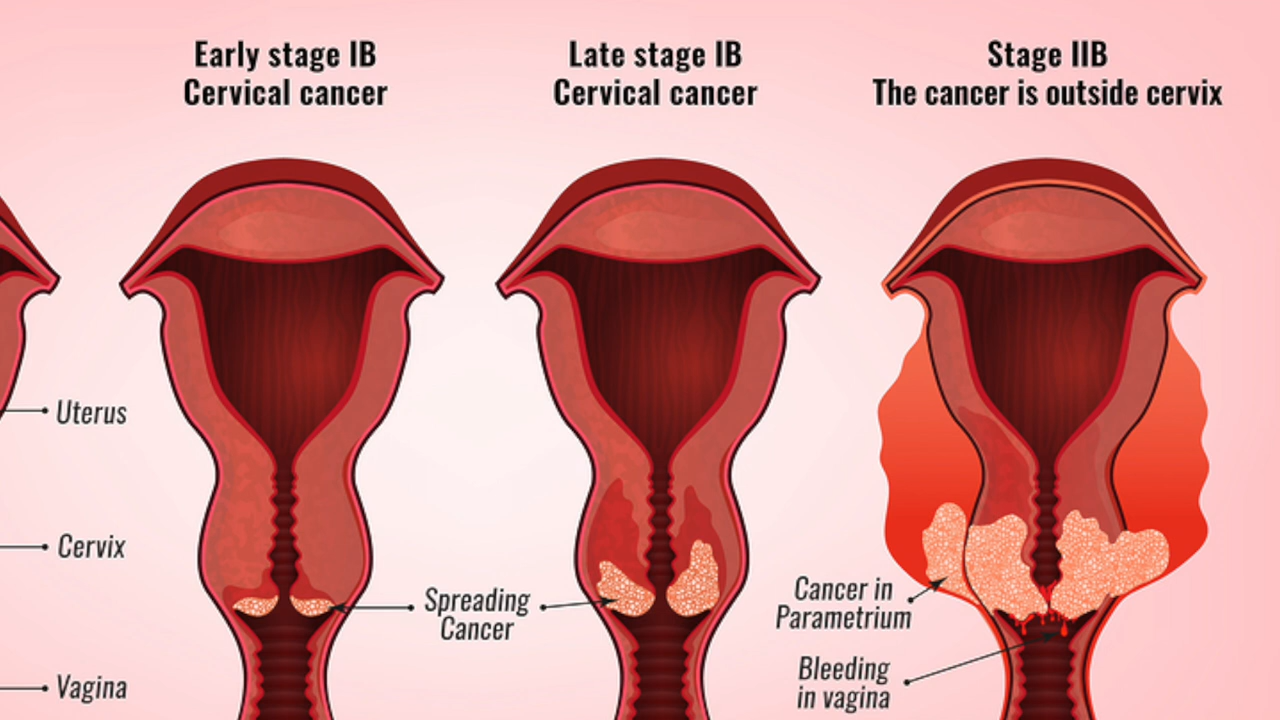 Early stage IB
Cervical cancer
Late stage IB
Cervical cancer
Stage IIB
The cancer is outside cervix
Uterus
Cervix
Vagina
Spreading
Cancer
Cancer in
Parametrium
Bleeding
in vagina